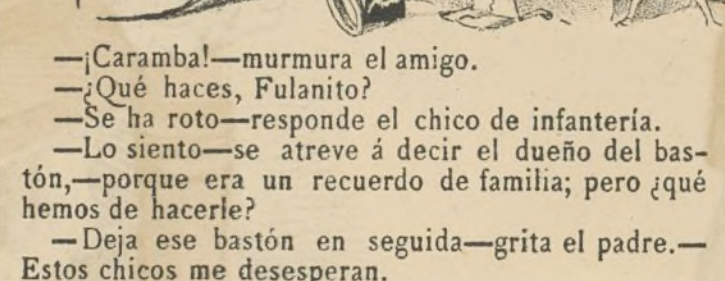 —¡Caramba!—murmura el amigo.
—¿Qué haces, Fulanito?
—Se ha roto—responde el chico de infantería.
—Lo siento—se atreve á decir el dueño del bas-
tón,—porque era un recuerdo de familia; pero ¿qué
hemos de hacerle?
—Deja ese bastón en seguida—grita el padre.—
Estos chicos me desesperan.